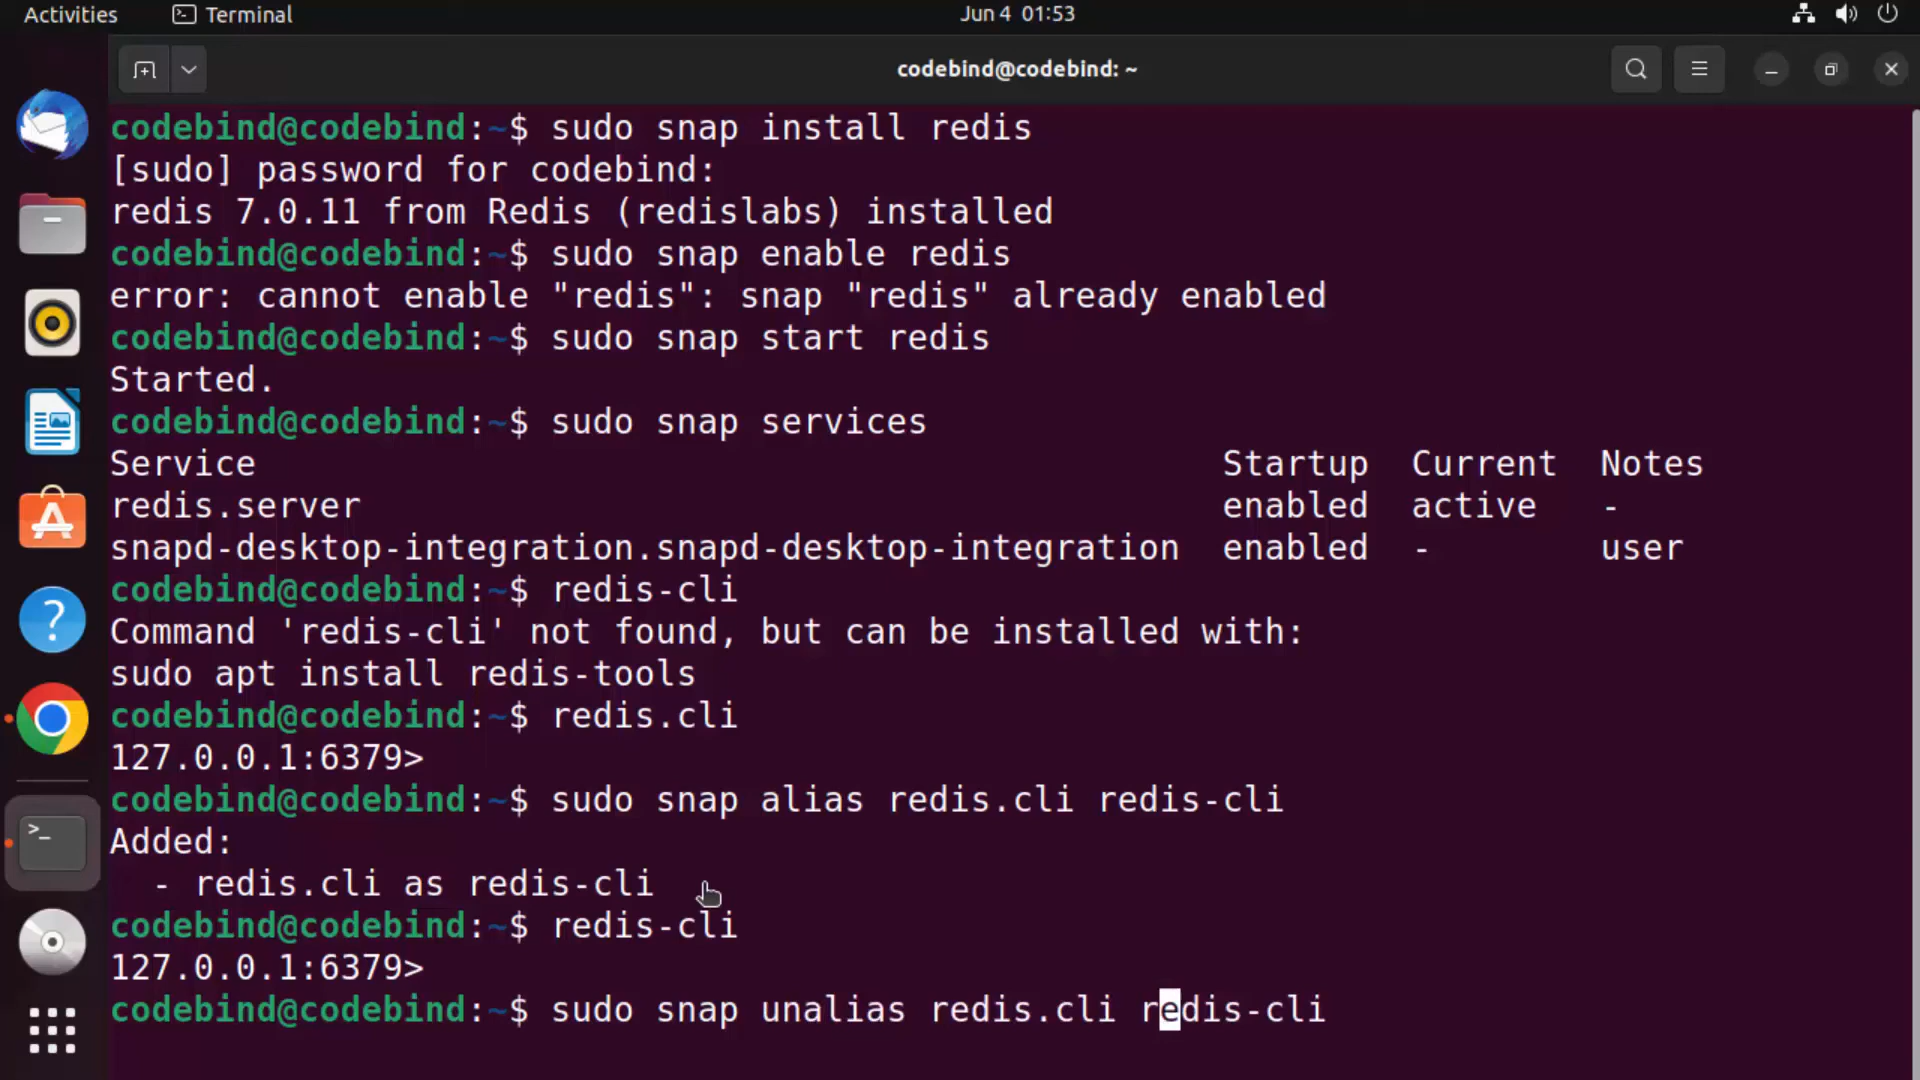 Activities Terminal Jun 4 01:53
codebind@codebind: ~
codebind@codebind:~$ sudo snap install redis
[sudo] password for codebind:
redis 7.0.11 from Redis (redislabs) installed
codebind@codebind:~$ sudo snap enable redis
error: cannot enable "redis": snap "redis" already enabled
codebind@codebind:~$ sudo snap start redis
Started.
codebind@codebind:~$ sudo snap services
Service Startup Current Notes
redis.server enabled active -
snapd-desktop-integration.snapd-desktop-integration enabled - user
codebind@codebind:~$ redis-cli
Command 'redis-cli' not found, but can be installed with:
sudo apt install redis-tools
codebind@codebind:~$ redis.cli
127.0.0.1:6379>
codebind@codebind:~$ sudo snap alias redis.cli redis-cli
Added:
  - redis.cli as redis-cli
codebind@codebind:~$ redis-cli
127.0.0.1:6379>
codebind@codebind:~$ sudo snap unalias redis.cli redis-cli